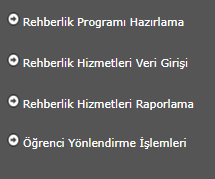 Rehberlik Programı Hazırlama
Rehberlik Hizmetleri Veri Girişi
Rehberlik Hizmetleri Raporlama
Öğrenci Yönlendirme İşlemleri